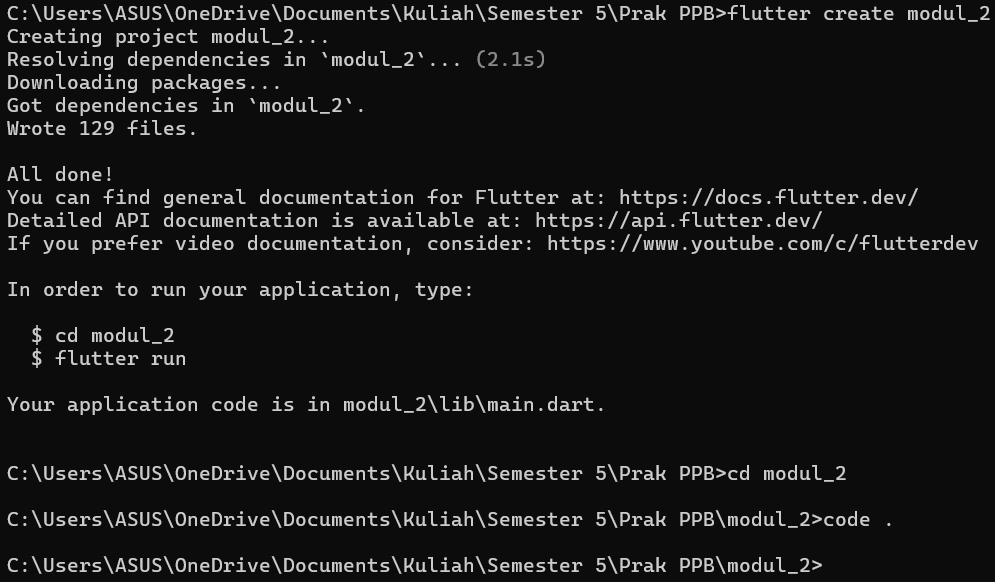 C:\Users\ASUS\OneDrive\Documents\Kuliah\Semester 5\Prak PPB>flutter create modul_2
Creating project modul_2...
Resolving dependencies in `modul_2`... (2.1s)
Downloading packages...
Got dependencies in `modul_2`.
Wrote 129 files.

All done!
You can find general documentation for Flutter at: https://docs.flutter.dev/
Detailed API documentation is available at: https://api.flutter.dev/
If you prefer video documentation, consider: https://www.youtube.com/c/flutterdev

In order to run your application, type:

  $ cd modul_2
  $ flutter run

Your application code is in modul_2\lib\main.dart.


C:\Users\ASUS\OneDrive\Documents\Kuliah\Semester 5\Prak PPB>cd modul_2

C:\Users\ASUS\OneDrive\Documents\Kuliah\Semester 5\Prak PPB\modul_2>code .

C:\Users\ASUS\OneDrive\Documents\Kuliah\Semester 5\Prak PPB\modul_2>